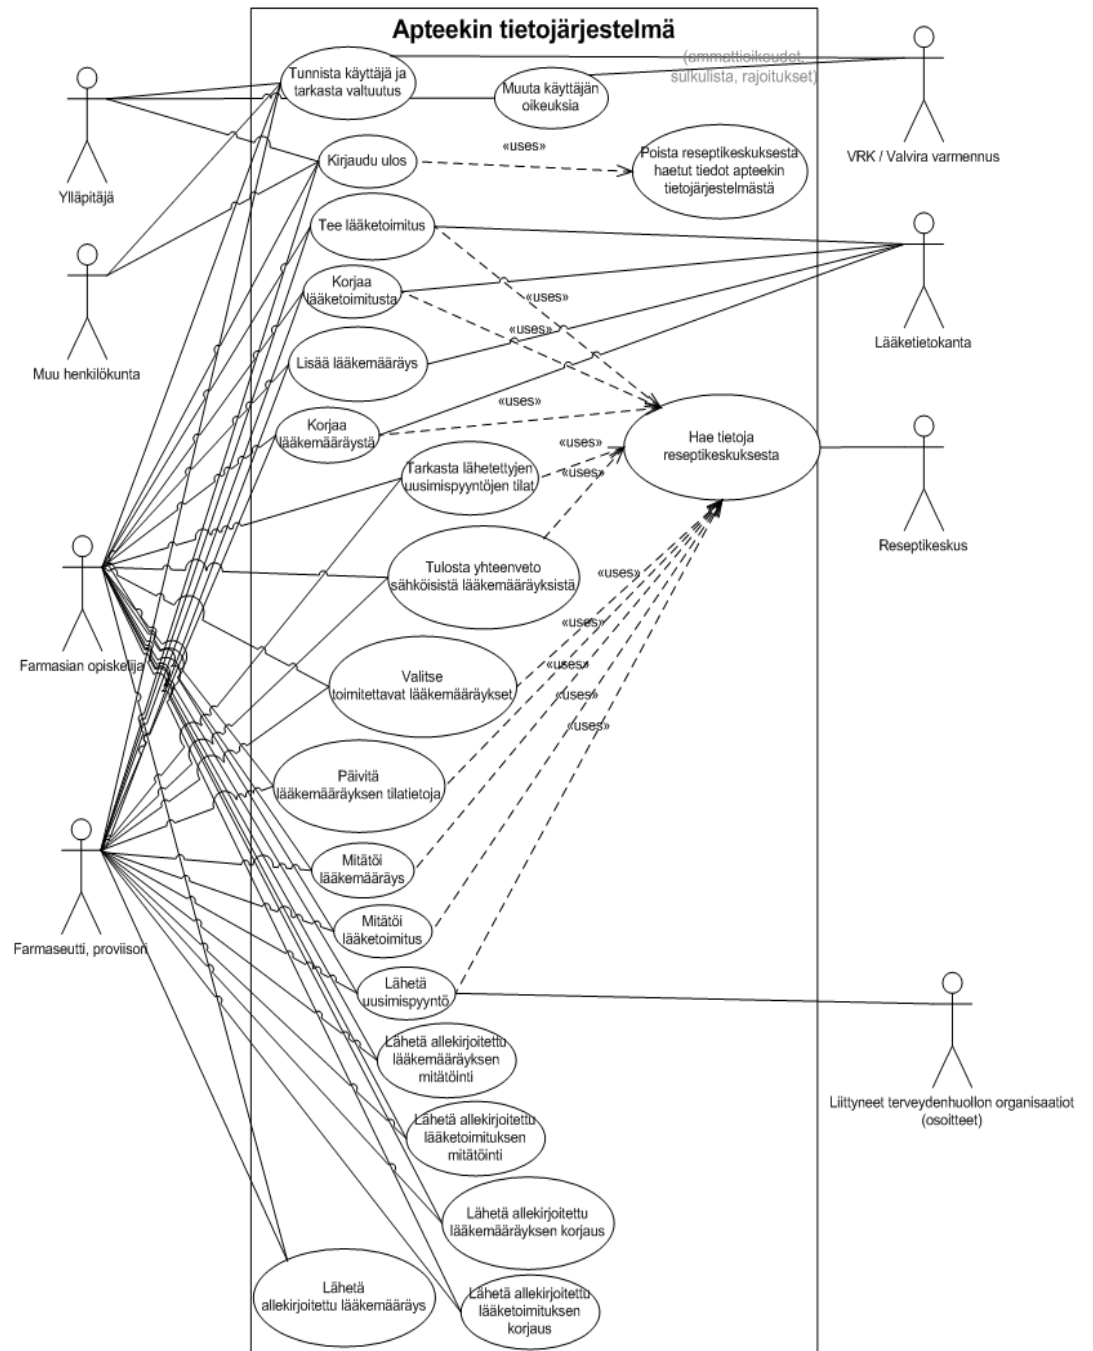 Apteekin tietojärjestelmä
(ammattioikeudet,
sulkulista, rajoitukset)
Tunnista käyttäjä ja
tarkasta valtuutus
Muuta käyttäjän
oikeuksia
VRK / Valvira varmennus
Ylläpitäjä
Kirjaudu ulos
«uses»
Poista reseptikeskuksesta
haetut tiedot apteekin
tietojärjestelmästä
Tee lääketoimitus
Korjaa
lääketoimitusta
«uses»
«uses»
Lääketietokanta
Muu henkilökunta
Lisää lääkemääräys
«uses»
Korjaa
lääkemääräystä
Hae tietoja
reseptikeskuksesta
«uses»
Tarkasta lähetettyjen
uusimispyyntöjen tilat
«uses»
Reseptikeskus
Tulosta yhteenveto
sähköisistä lääkemääräyksistä
«uses»
Farmasian opiskelija
«uses»
Valitse
toimitettavat lääkemääräykset
«uses»
«uses»
«uses»
Päivitä
lääkemääräyksen tilatietoja
Mitätöi
lääkemääräys
Mitätöi
lääketoimitus
Farmaseutti, proviisori
Lähetä
uusimispyyntö
Lähetä allekirjoitettu
lääkemääräyksen
mitätöinti
Liittyneet terveydenhuollon organisaatiot
(osoitteet)
Lähetä allekirjoitettu
lääketoimituksen
mitätöinti
Lähetä allekirjoitettu
lääkemääräyksen korjaus
Lähetä
allekirjoitettu lääkemääräys
Lähetä allekirjoitettu
lääketoimituksen
korjaus